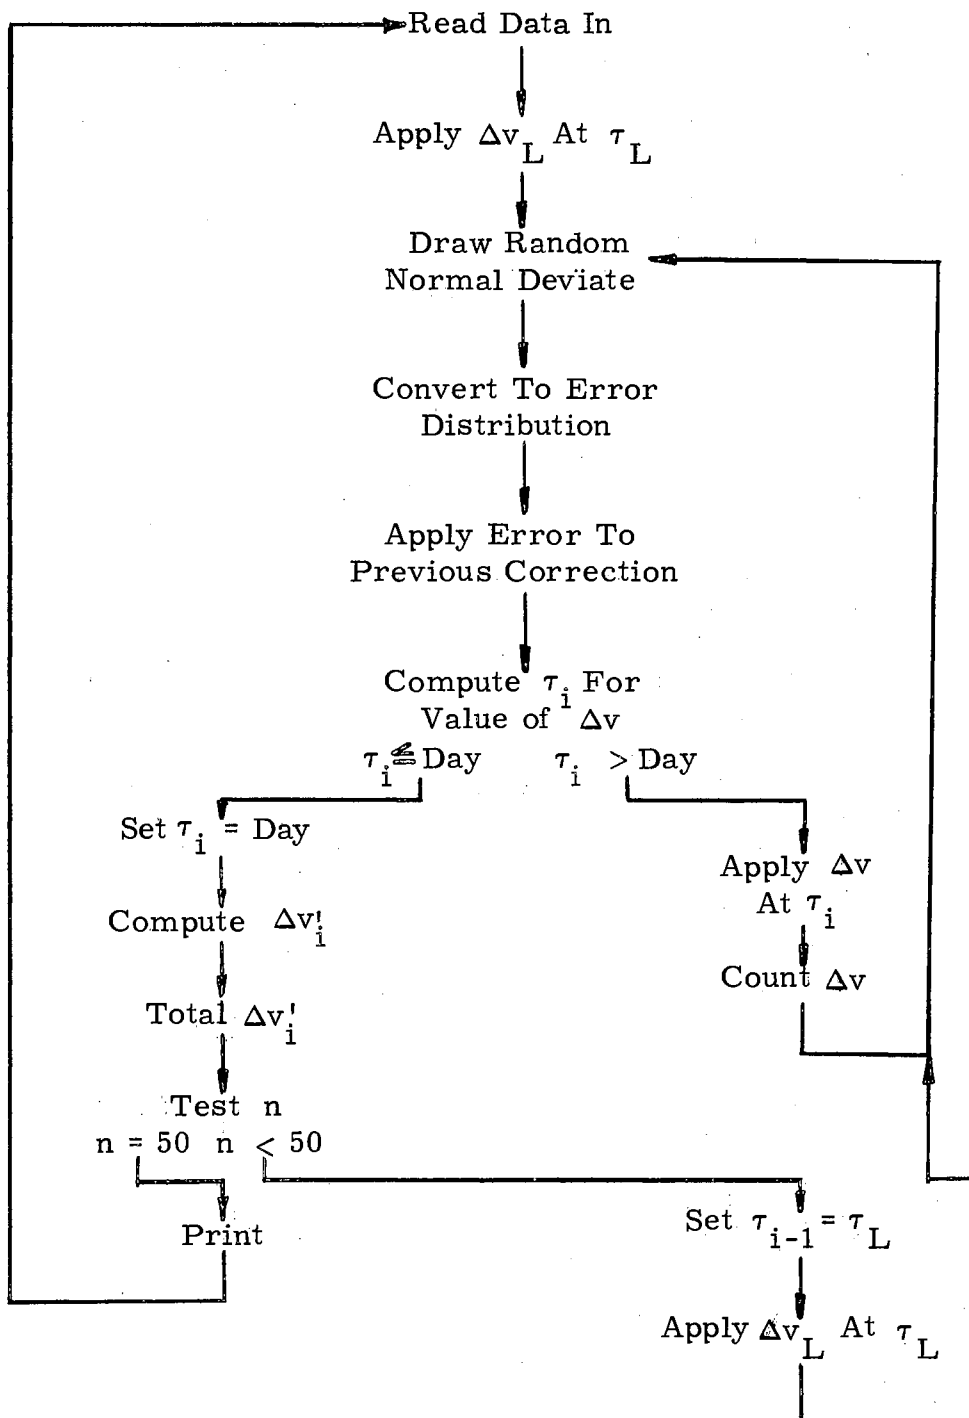 Read Data In
Apply Δv_L At τ_L
Draw Random
Normal Deviate
Convert To Error
Distribution
Apply Error To
Previous Correction
Compute τ_i For
Value of Δv
τ_i ≦ Day τ_i > Day
Set τ_i = Day
Compute Δv'_i
Total Δv'_i
Test n
n = 50 n < 50
Print
Apply Δv
At τ_i
Count Δv
Set τ_{i-1} = τ_L
Apply Δv_L At τ_L